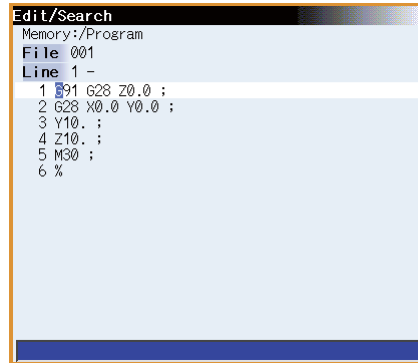 Edit/Search
Memory:/Program
File 001
Line 1 -
1 G91 G28 Z0.0 ;
2 G28 X0.0 Y0.0 ;
3 Y10. ;
4 Z10. ;
5 M30 ;
6 %